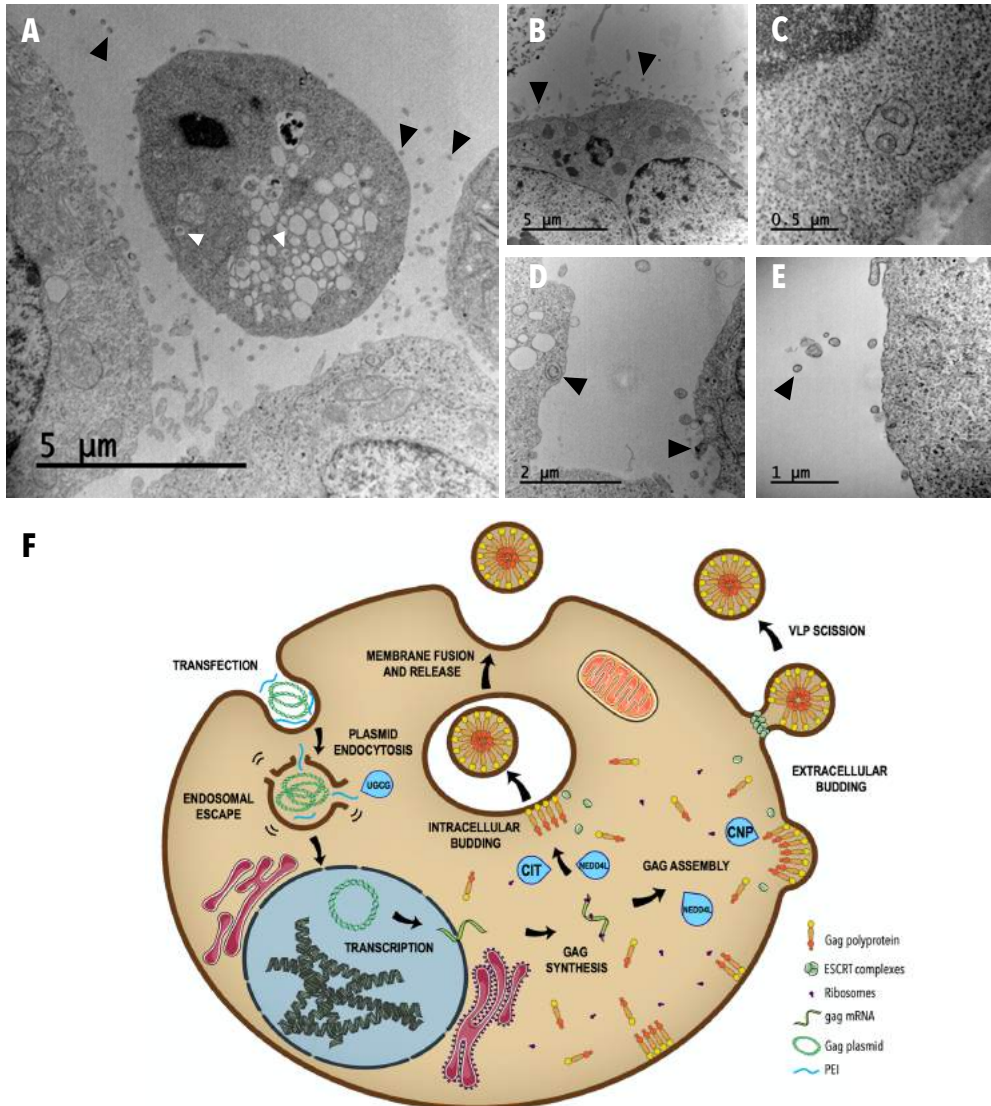 A
B
C
5 µm
5 µm
0.5 µm
D
E
2 µm
1 µm
F
TRANSFECTION
PLASMID
ENDOCYTOSIS
UGCG
ENDOSOMAL
ESCAPE
MEMBRANE FUSION
AND RELEASE
VLP SCISSION
EXTRACELLULAR
BUDDING
INTRACELLULAR
BUDDING
CIT
NEDD4L
GAG ASSEMBLY
CNP
NEDD4L
TRANSCRIPTION
GAG
SYNTHESIS
Gag polyprotein
ESCRT complexes
Ribosomes
gag mRNA
Gag plasmid
PEI